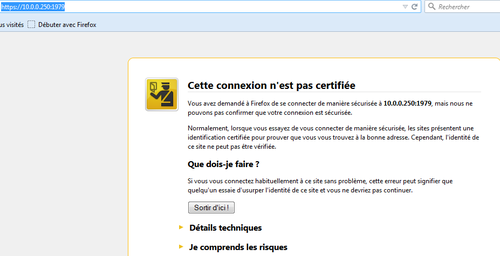 https://10.0.0.250:1979
Rechercher
us visités
Débuter avec Firefox
Cette connexion n'est pas certifiée
Vous avez demandé à Firefox de se connecter de manière sécurisée à 10.0.0.250:1979, mais nous ne
pouvons pas confirmer que votre connexion est sécurisée.
Normalement, lorsque vous essayez de vous connecter de manière sécurisée, les sites présentent une
identification certifiée pour prouver que vous vous trouvez à la bonne adresse. Cependant, l'identité de
ce site ne peut pas être vérifiée.
Que dois-je faire ?
Si vous vous connectez habituellement à ce site sans problème, cette erreur peut signifier que
quelqu'un essaie d'usurper l'identité de ce site et vous ne devriez pas continuer.
Sortir d'ici !
Détails techniques
Je comprends les risques